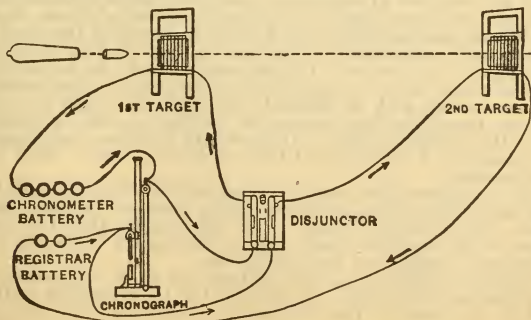 1ST TARGET
2ND TARGET
CHRONOMETER
BATTERY
DISJUNCTOR
REGISTRAR
BATTERY
CHRONOGRAPH